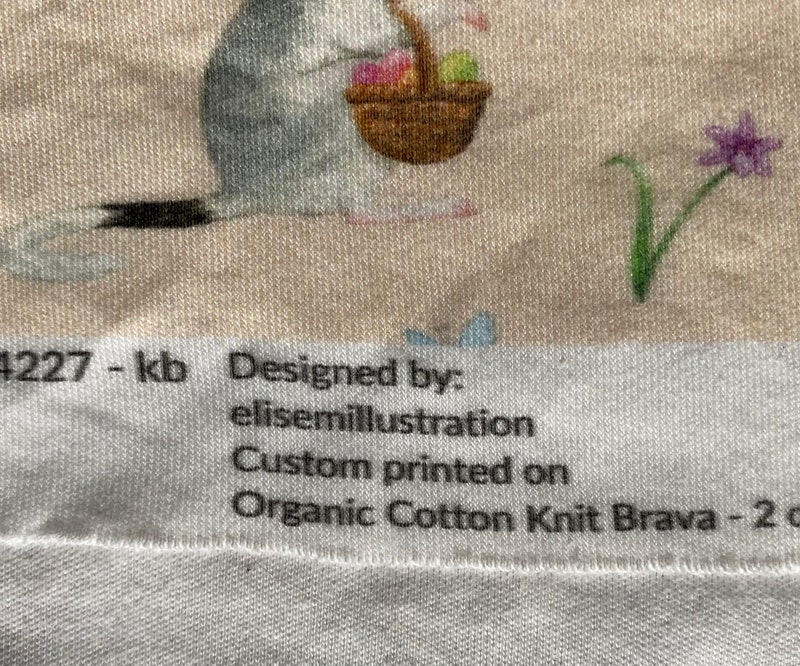 4227 - kb
Designed by:
elisemillustration
Custom printed on
Organic Cotton Knit Brava - 2